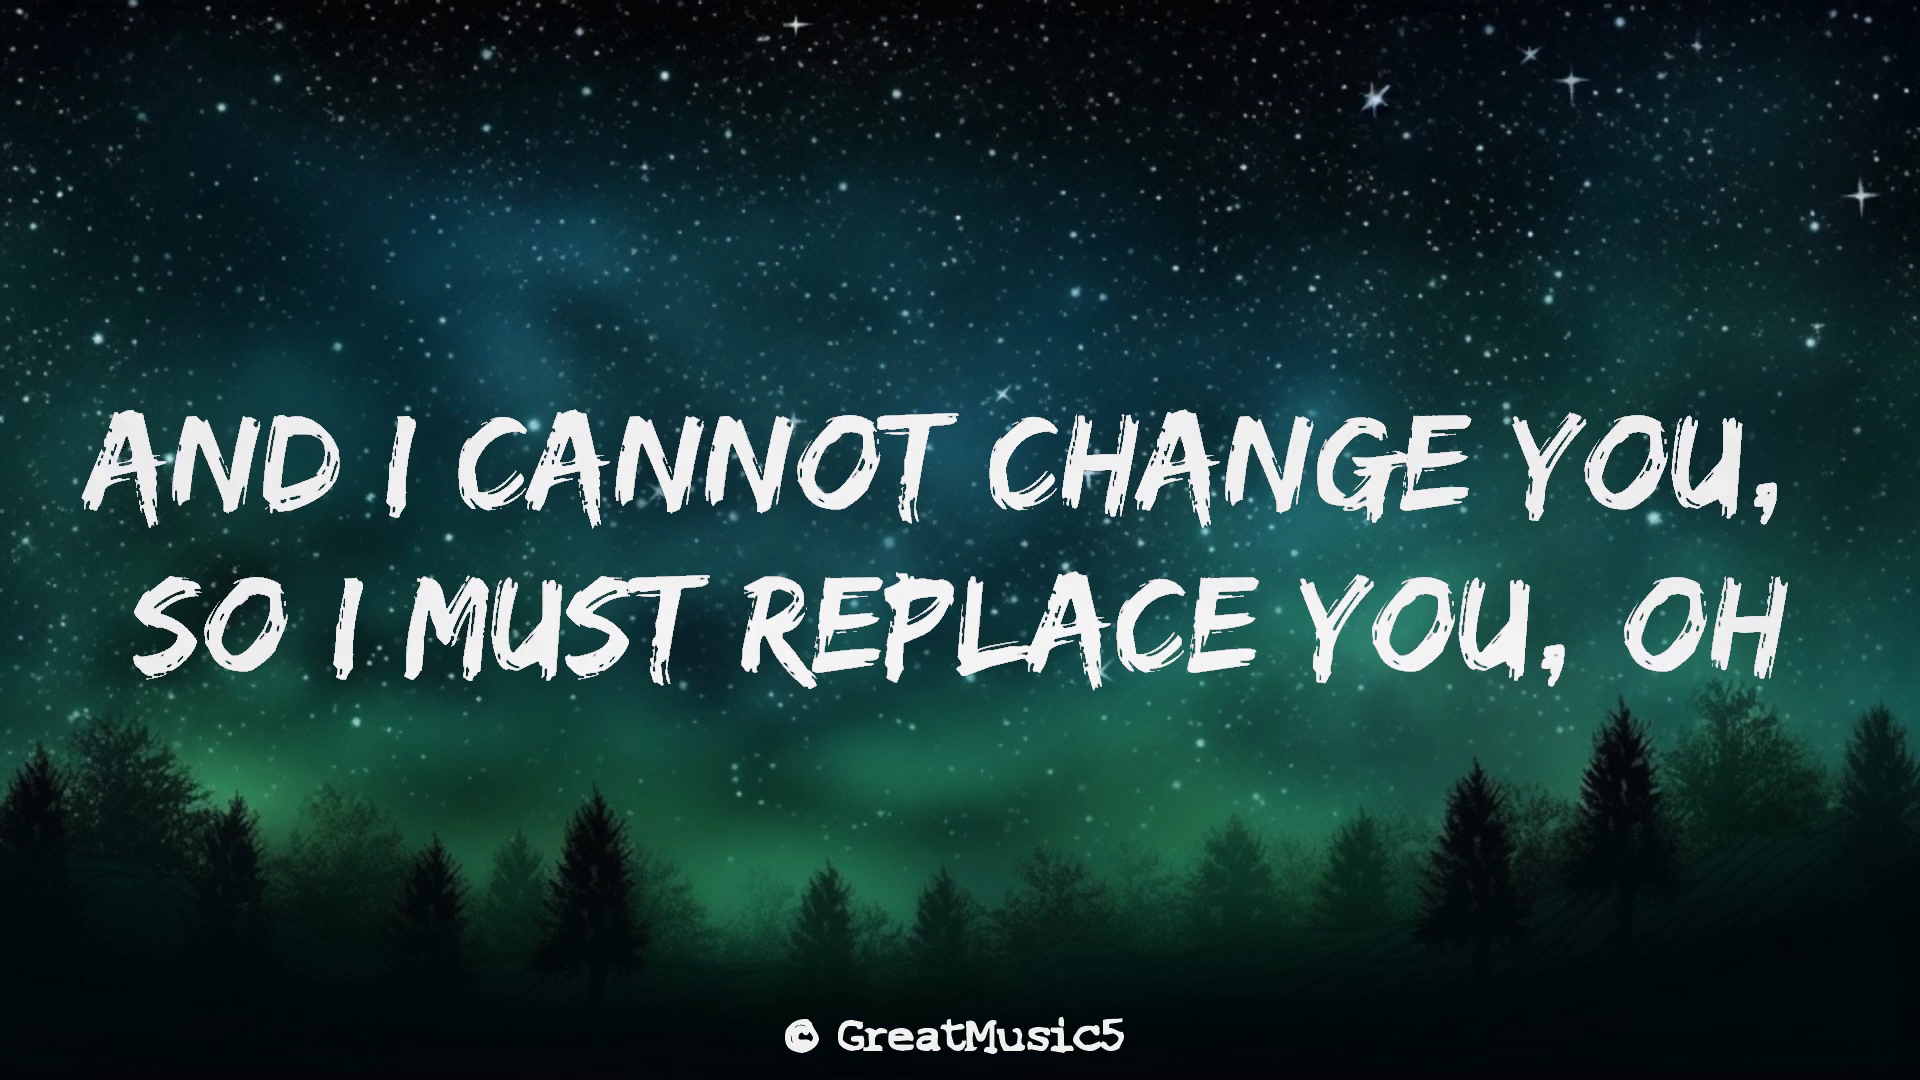 AND I CANNOT CHANGE YOU,
SO I MUST REPLACE YOU, OH
© GreatMusic5